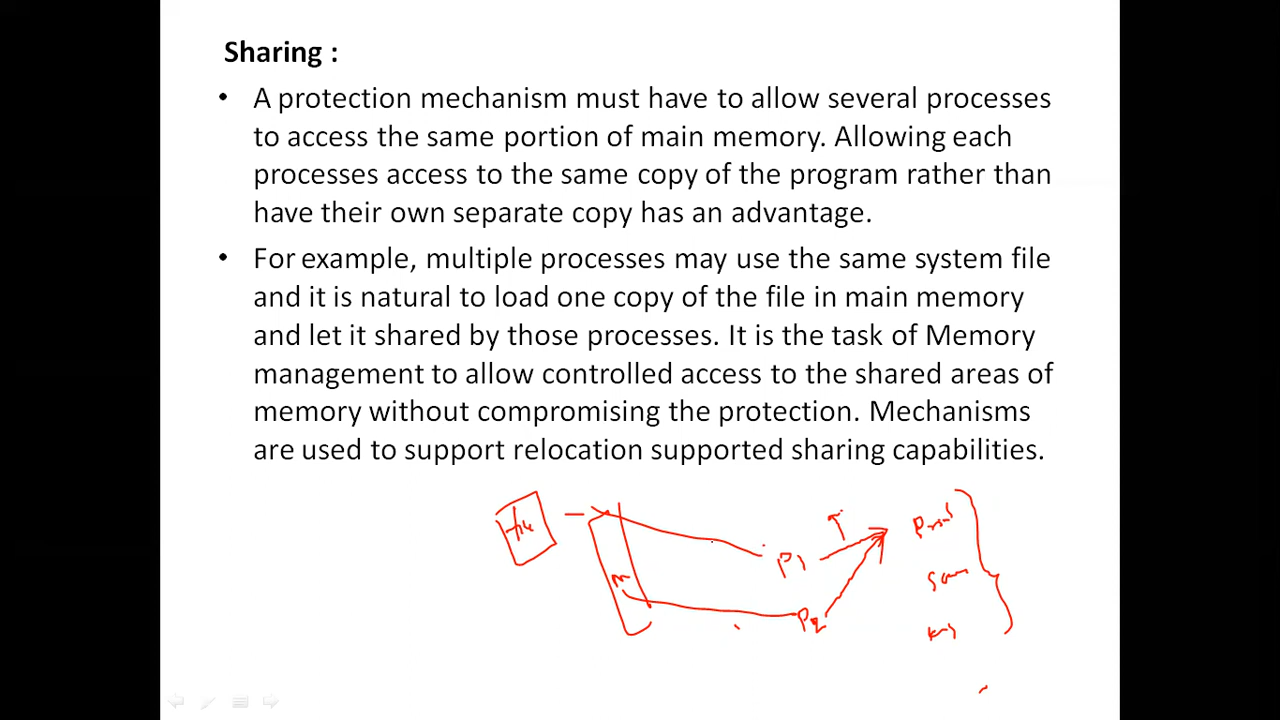 Sharing :
• A protection mechanism must have to allow several processes
to access the same portion of main memory. Allowing each
processes access to the same copy of the program rather than
have their own separate copy has an advantage.
• For example, multiple processes may use the same system file
and it is natural to load one copy of the file in main memory
and let it shared by those processes. It is the task of Memory
management to allow controlled access to the shared areas of
memory without compromising the protection. Mechanisms
are used to support relocation supported sharing capabilities.
file
m
P1
P2